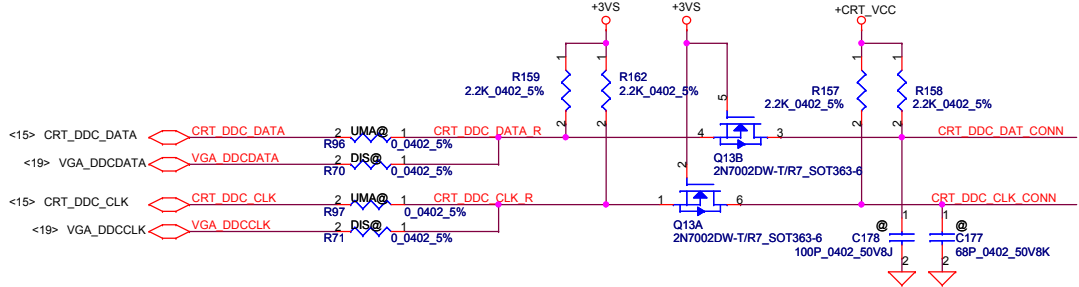 +3VS +3VS +CRT_VCC
1 1 1 1
R159 R162 R157 R158
2.2K_0402_5% 2.2K_0402_5% 2.2K_0402_5% 2.2K_0402_5%
2 2 5 2 2
<15> CRT_DDC_DATA CRT_DDC_DATA 2 UMA@ 1 CRT_DDC_DATA_R 4 3 CRT_DDC_DAT_CONN
R96 0_0402_5%
<19> VGA_DDCDATA VGA_DDCDATA 2 DIS@ 1 Q13B
R70 0_0402_5% 2 2N7002DW-T/R7_SOT363-6
<15> CRT_DDC_CLK CRT_DDC_CLK 2 UMA@ 1 CRT_DDC_CLK_R 1 6 CRT_DDC_CLK_CONN
R97 0_0402_5%
<19> VGA_DDCCLK VGA_DDCCLK 2 DIS@ 1 Q13A @ 1 1 @
R71 0_0402_5% 2N7002DW-T/R7_SOT363-6 C178 C177
100P_0402_50V8J 2 2 68P_0402_50V8K